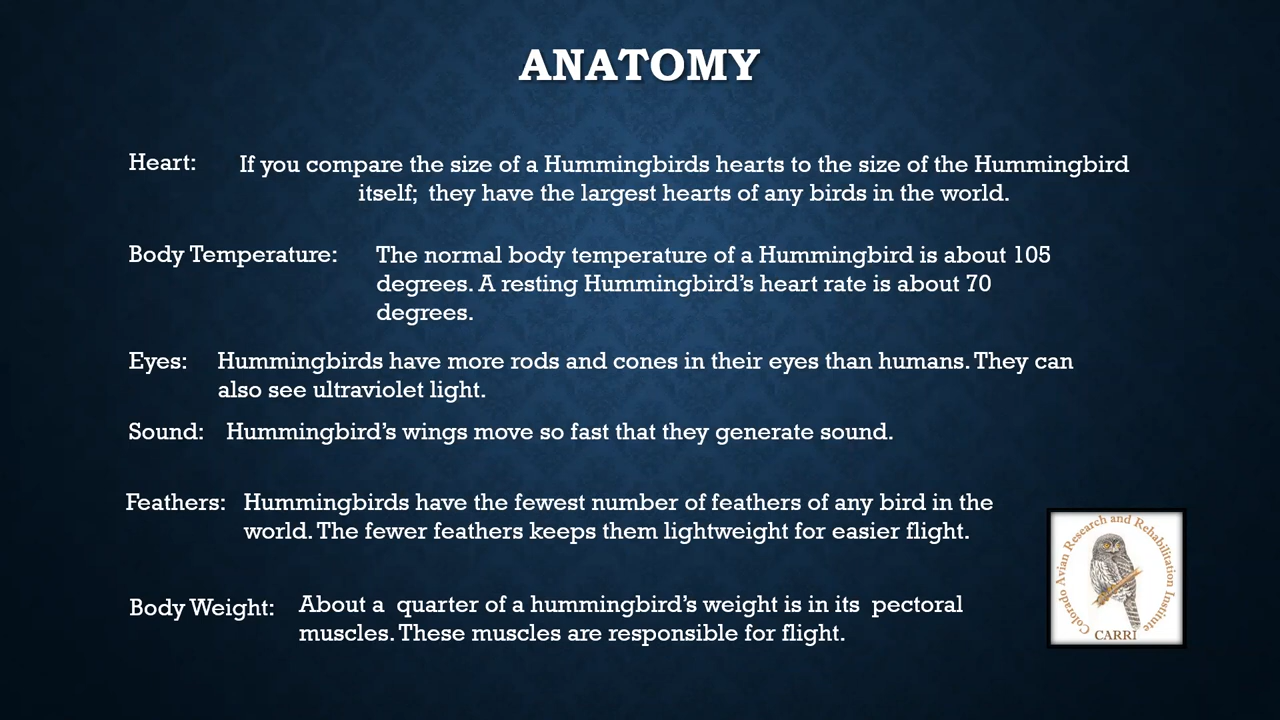 ANATOMY
Heart: If you compare the size of a Hummingbirds hearts to the size of the Hummingbird
itself; they have the largest hearts of any birds in the world.
Body Temperature: The normal body temperature of a Hummingbird is about 105
degrees. A resting Hummingbird's heart rate is about 70
degrees.
Eyes: Hummingbirds have more rods and cones in their eyes than humans. They can
also see ultraviolet light.
Sound: Hummingbird's wings move so fast that they generate sound.
Feathers: Hummingbirds have the fewest number of feathers of any bird in the
world. The fewer feathers keeps them lightweight for easier flight.
Body Weight: About a quarter of a hummingbird's weight is in its pectoral
muscles. These muscles are responsible for flight.
Colorado Avian Research and Rehabilitation Institute
CARRI